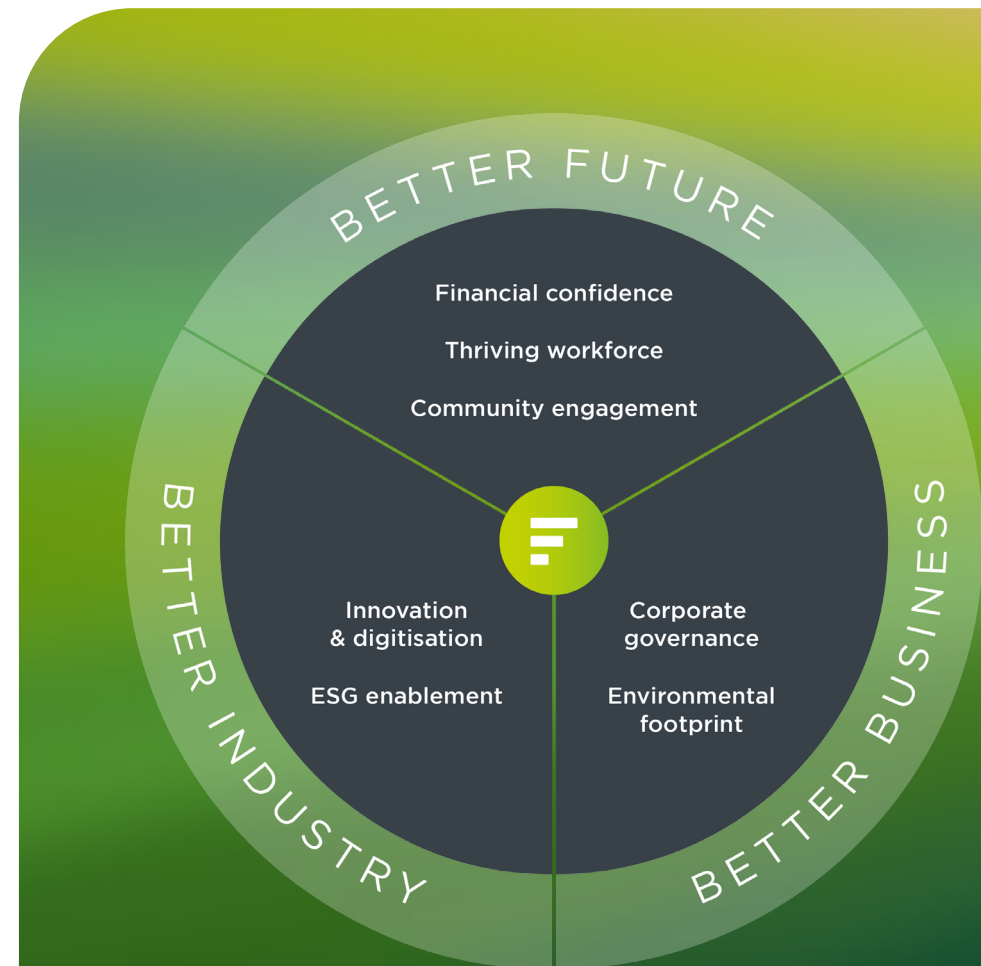 BETTER FUTURE
Financial confidence
Thriving workforce
Community engagement
BETTER INDUSTRY
Innovation
& digitisation
ESG enablement
BETTER BUSINESS
Corporate
governance
Environmental
footprint